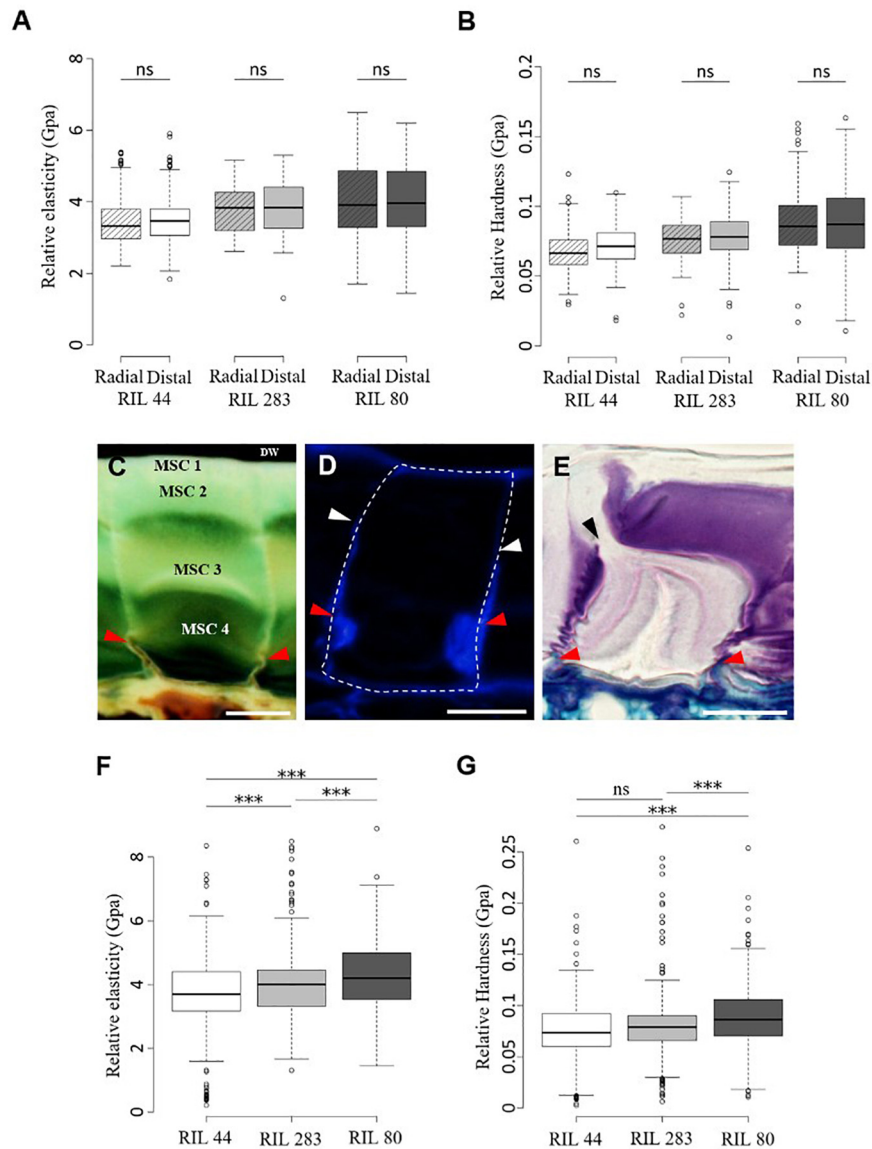 A
Relative elasticity (Gpa)
0 2 4 6 8
ns ns ns
Radial Distal Radial Distal Radial Distal
RIL 44 RIL 283 RIL 80
B
Relative Hardness (Gpa)
0 0.05 0.1 0.15 0.2
ns ns ns
Radial Distal Radial Distal Radial Distal
RIL 44 RIL 283 RIL 80
C
DW
MSC 1
MSC 2
MSC 3
MSC 4
D
E
F
***
*** ***
Relative elasticity (Gpa)
0 2 4 6 8
RIL 44 RIL 283 RIL 80
G
ns ***
***
Relative Hardness (Gpa)
0 0.05 0.1 0.15 0.2 0.25
RIL 44 RIL 283 RIL 80